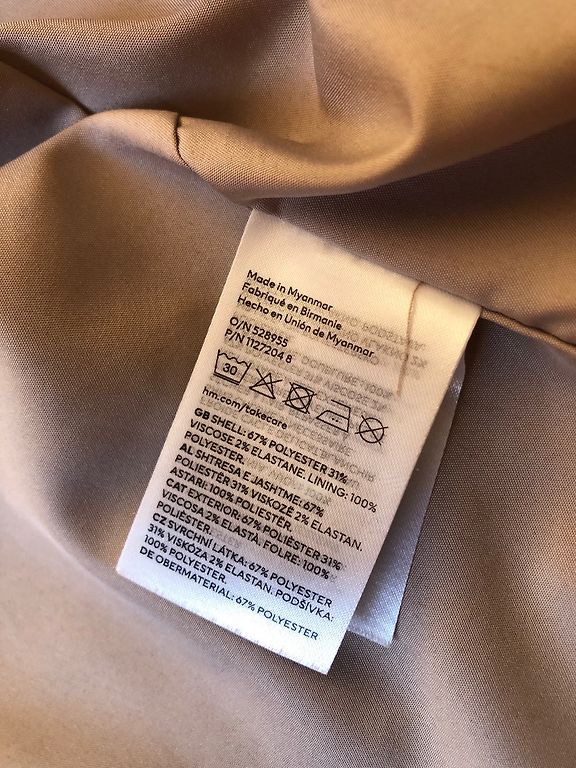 Made in Myanmar
Fabriqué en Birmanie
Hecho en Unión de Myanmar
O/N 528955
P/N 1127204 8
30
hm.com/takecare
GB SHELL: 67% POLYESTER 31%
VISCOSE 2% ELASTANE. LINING: 100%
POLYESTER.
AL SHTRESA E JASHTME: 67%
POLIESTËR 31% VISKOZË 2% ELASTAN.
ASTARI: 100% POLIESTËR.
CAT EXTERIOR: 67% POLIÈSTER 31%
VISCOSA 2% ELASTÀ. FOLRE: 100%
POLIÈSTER.
CZ SVRCHNÍ LÁTKA: 67% POLYESTER
31% VISKÓZA 2% ELASTAN. PODŠÍVKA:
100% POLYESTER.
DE OBERMATERIAL: 67% POLYESTER